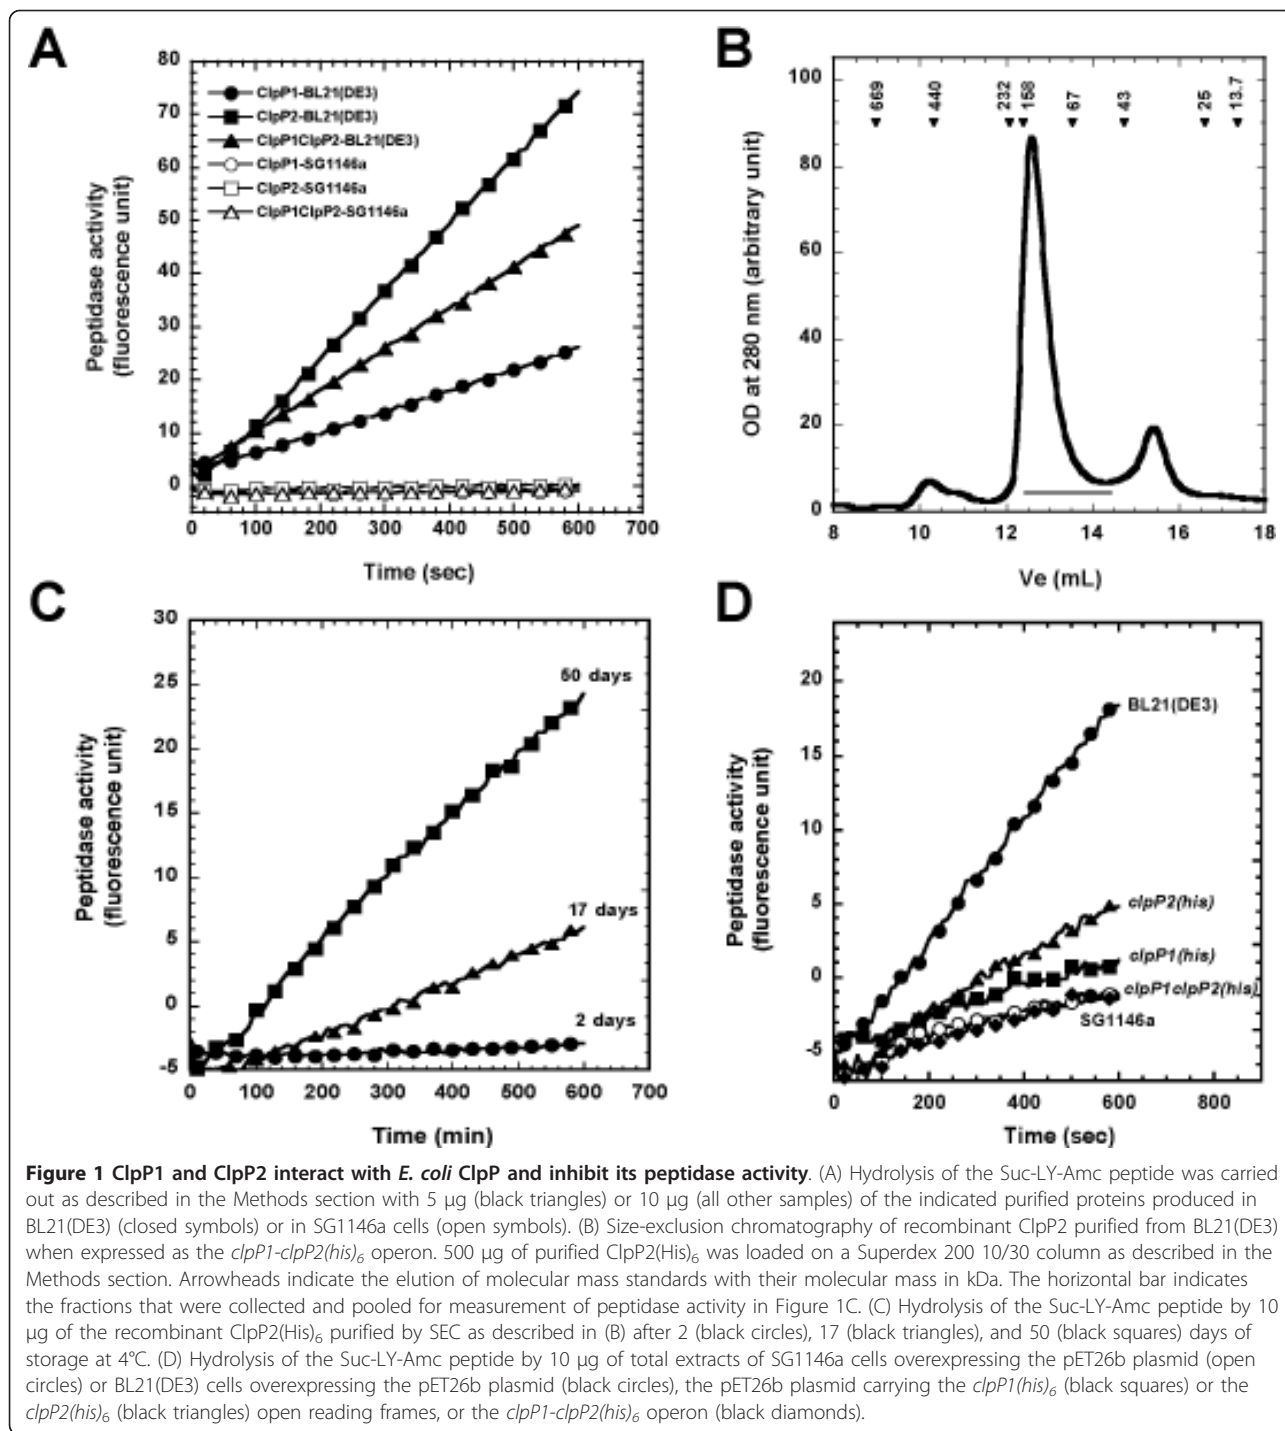 A
80
70
60
50
40
30
20
10
0
Peptidase activity
(fluorescence unit)
ClpP1-BL21(DE3)
ClpP2-BL21(DE3)
ClpP1ClpP2-BL21(DE3)
ClpP1-SG1146a
ClpP2-SG1146a
ClpP1ClpP2-SG1146a
0 100 200 300 400 500 600 700
Time (sec)
B
100
80
60
40
20
0
OD at 280 nm (arbitrary unit)
669 440 232 158 67 43 25 13.7
8 10 12 14 16 18
Ve (mL)
C
30
25
20
15
10
5
0
-5
Peptidase activity
(fluorescence unit)
50 days
17 days
2 days
0 100 200 300 400 500 600 700
Time (min)
D
20
15
10
5
0
-5
Peptidase activity
(fluorescence unit)
BL21(DE3)
clpP2(his)
clpP1(his)
clpP1clpP2(his)
SG1146a
0 200 400 600 800
Time (sec)
Figure 1 ClpP1 and ClpP2 interact with E. coli ClpP and inhibit its peptidase activity. (A) Hydrolysis of the Suc-LY-Amc peptide was carried
out as described in the Methods section with 5 µg (black triangles) or 10 µg (all other samples) of the indicated purified proteins produced in
BL21(DE3) (closed symbols) or in SG1146a cells (open symbols). (B) Size-exclusion chromatography of recombinant ClpP2 purified from BL21(DE3)
when expressed as the clpP1-clpP2(his)6 operon. 500 µg of purified ClpP2(His)6 was loaded on a Superdex 200 10/30 column as described in the
Methods section. Arrowheads indicate the elution of molecular mass standards with their molecular mass in kDa. The horizontal bar indicates
the fractions that were collected and pooled for measurement of peptidase activity in Figure 1C. (C) Hydrolysis of the Suc-LY-Amc peptide by 10
µg of the recombinant ClpP2(His)6 purified by SEC as described in (B) after 2 (black circles), 17 (black triangles), and 50 (black squares) days of
storage at 4°C. (D) Hydrolysis of the Suc-LY-Amc peptide by 10 µg of total extracts of SG1146a cells overexpressing the pET26b plasmid (open
circles) or BL21(DE3) cells overexpressing the pET26b plasmid (black circles), the pET26b plasmid carrying the clpP1(his)6 (black squares) or the
clpP2(his)6 (black triangles) open reading frames, or the clpP1-clpP2(his)6 operon (black diamonds).